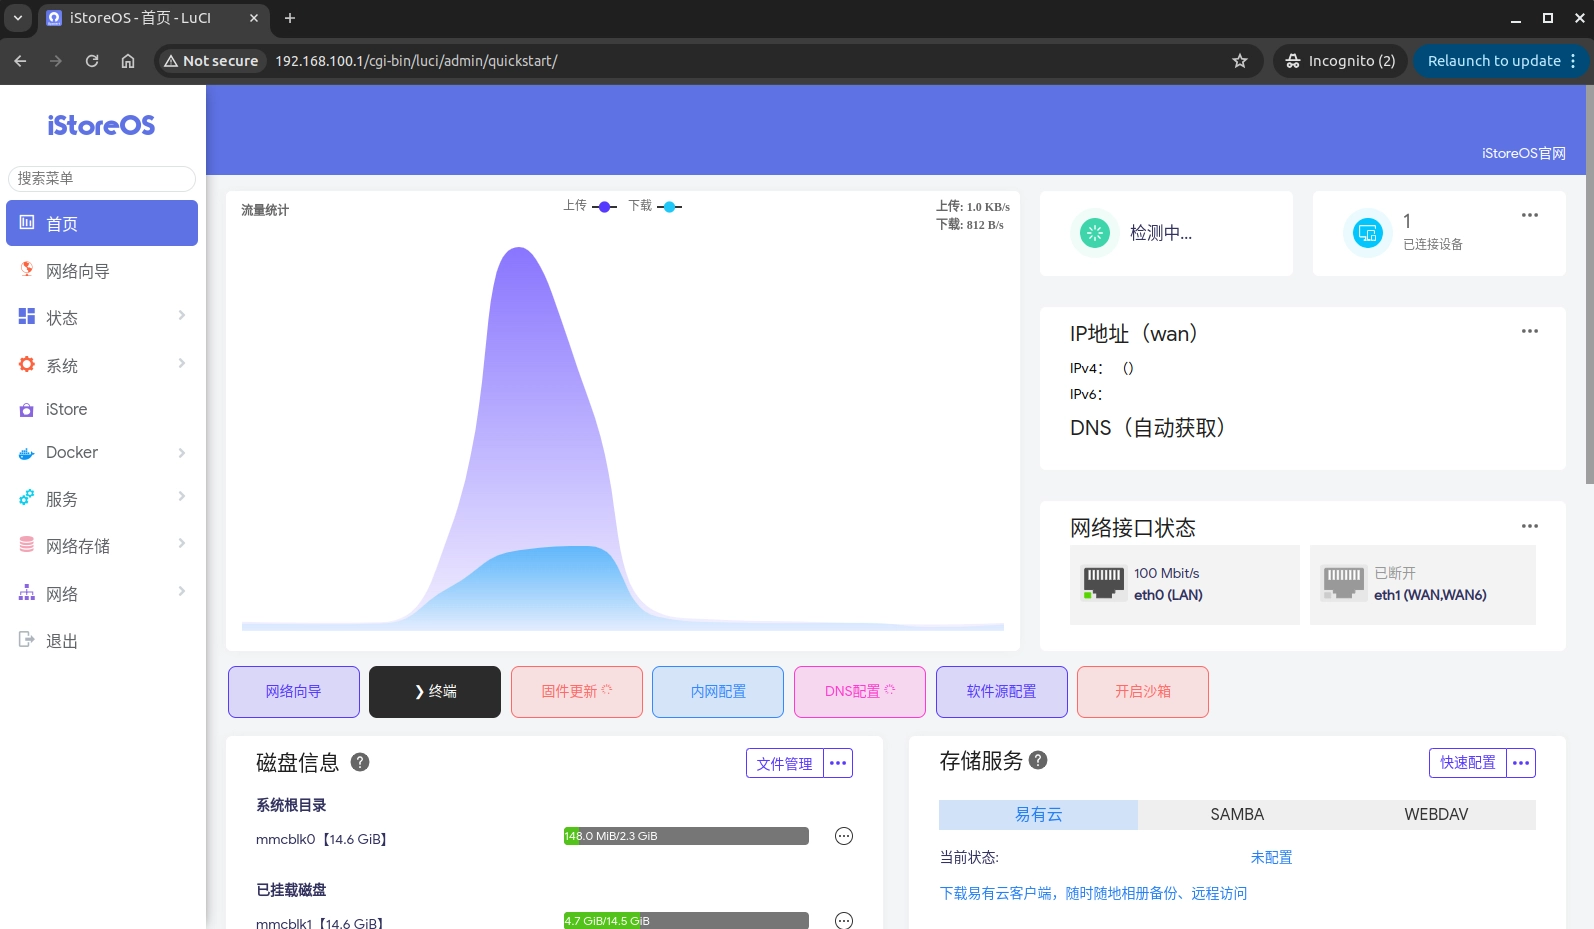 iStoreOS - 首页 - LuCI
Not secure
192.168.100.1/cgi-bin/luci/admin/quickstart/
Incognito (2)
Relaunch to update
iStoreOS
搜索菜单
首页
网络向导
状态
系统
iStore
Docker
服务
网络存储
网络
退出
iStoreOS官网
流量统计
上传
下载
上传: 1.0 KB/s
下载: 812 B/s
检测中...
1
已连接设备
IP地址（wan）
IPv4： （）
IPv6：
DNS（自动获取）
网络接口状态
100 Mbit/s
eth0 (LAN)
已断开
eth1 (WAN,WAN6)
网络向导
❯ 终端
固件更新
内网配置
DNS配置
软件源配置
开启沙箱
磁盘信息 ?
文件管理
系统根目录
mmcblk0【14.6 GiB】
148.0 MiB/2.3 GiB
已挂载磁盘
mmcblk1【14.6 GiB】
4.7 GiB/14.5 GiB
存储服务 ?
快速配置
易有云
SAMBA
WEBDAV
当前状态:
未配置
下载易有云客户端，随时随地相册备份、远程访问